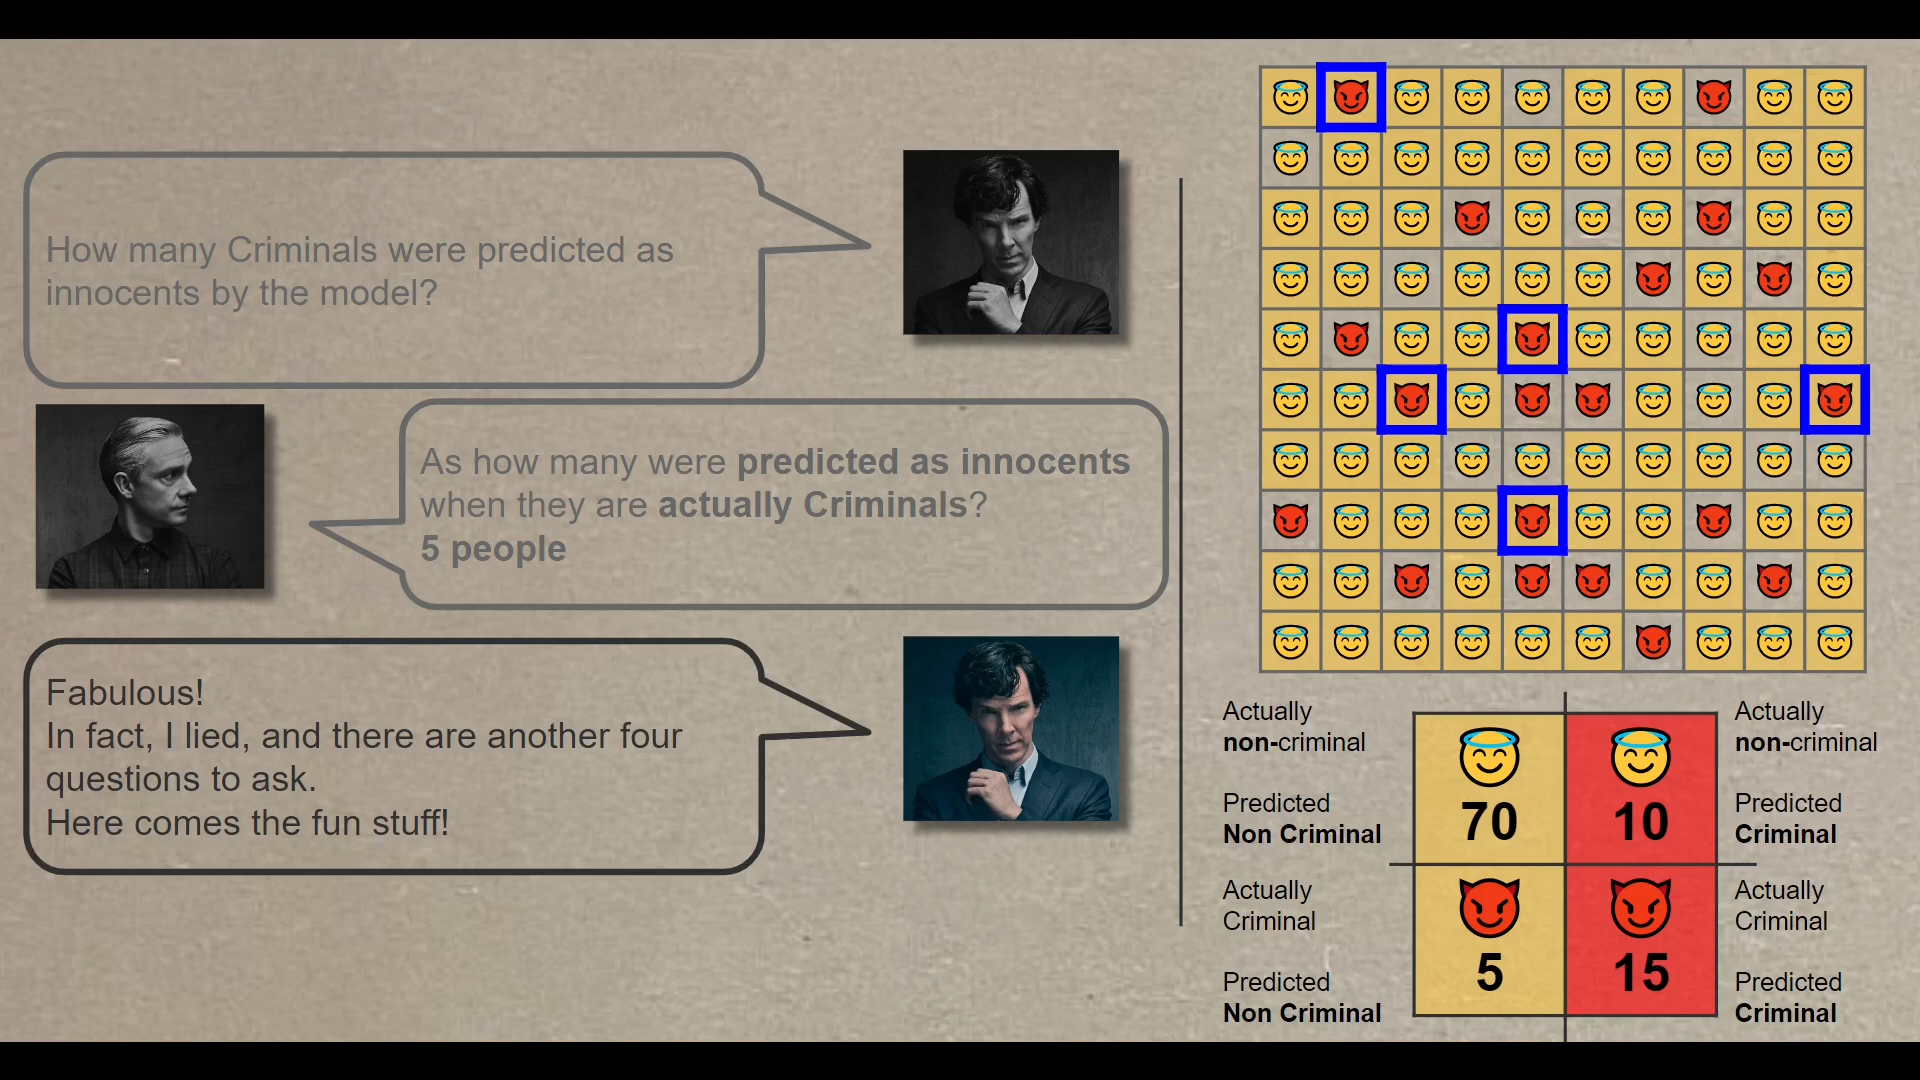 How many Criminals were predicted as
innocents by the model?
As how many were predicted as innocents
when they are actually Criminals?
5 people
Fabulous!
In fact, I lied, and there are another four
questions to ask.
Here comes the fun stuff!
Actually
non-criminal
Predicted
Non Criminal
70
10
Actually
non-criminal
Predicted
Criminal
Actually
Criminal
Predicted
Non Criminal
5
15
Actually
Criminal
Predicted
Criminal